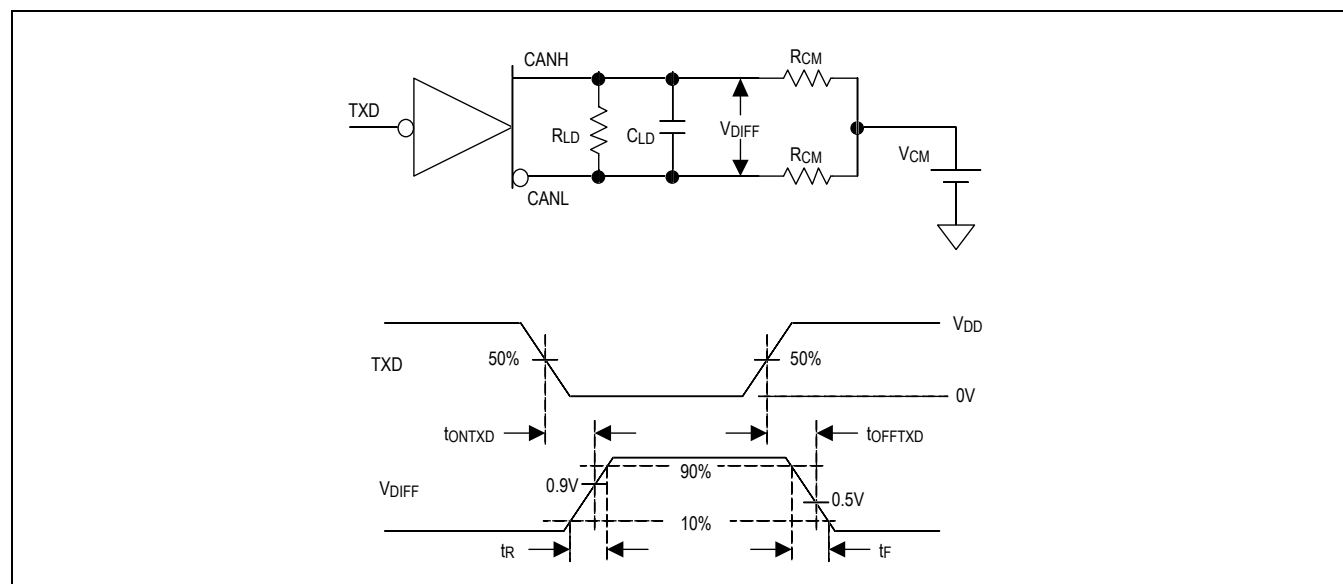 CANH
RCM
TXD
RLD
CLD
VDIFF
RCM
VCM
CANL
VDD
TXD
50%
50%
0V
tONTXD
tOFFTXD
90%
VDIFF
0.9V
0.5V
10%
tR
tF